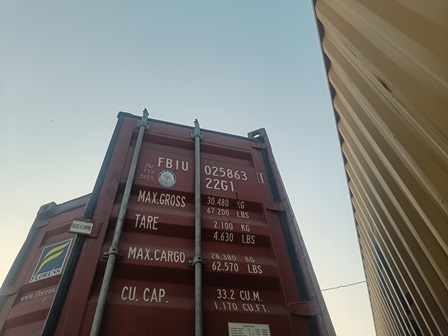 FBIU 025863 1
22G1
MAX.GROSS 30.480 KG
67.200 LBS
TARE 2.100 KG
4.630 LBS
MAX.CARGO 28.380 KG
62.570 LBS
CU. CAP. 33.2 CU.M.
1.170 CU.FT.
FLORENS